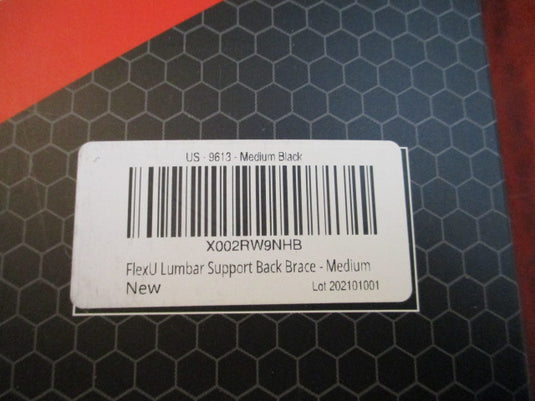 US - 9613 - Medium Black
X002RW9NHB
FlexU Lumbar Support Back Brace - Medium
New
Lot 202101001